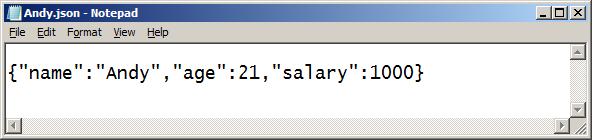 Andy.json - Notepad
File Edit Format View Help
{"name":"Andy","age":21,"salary":1000}